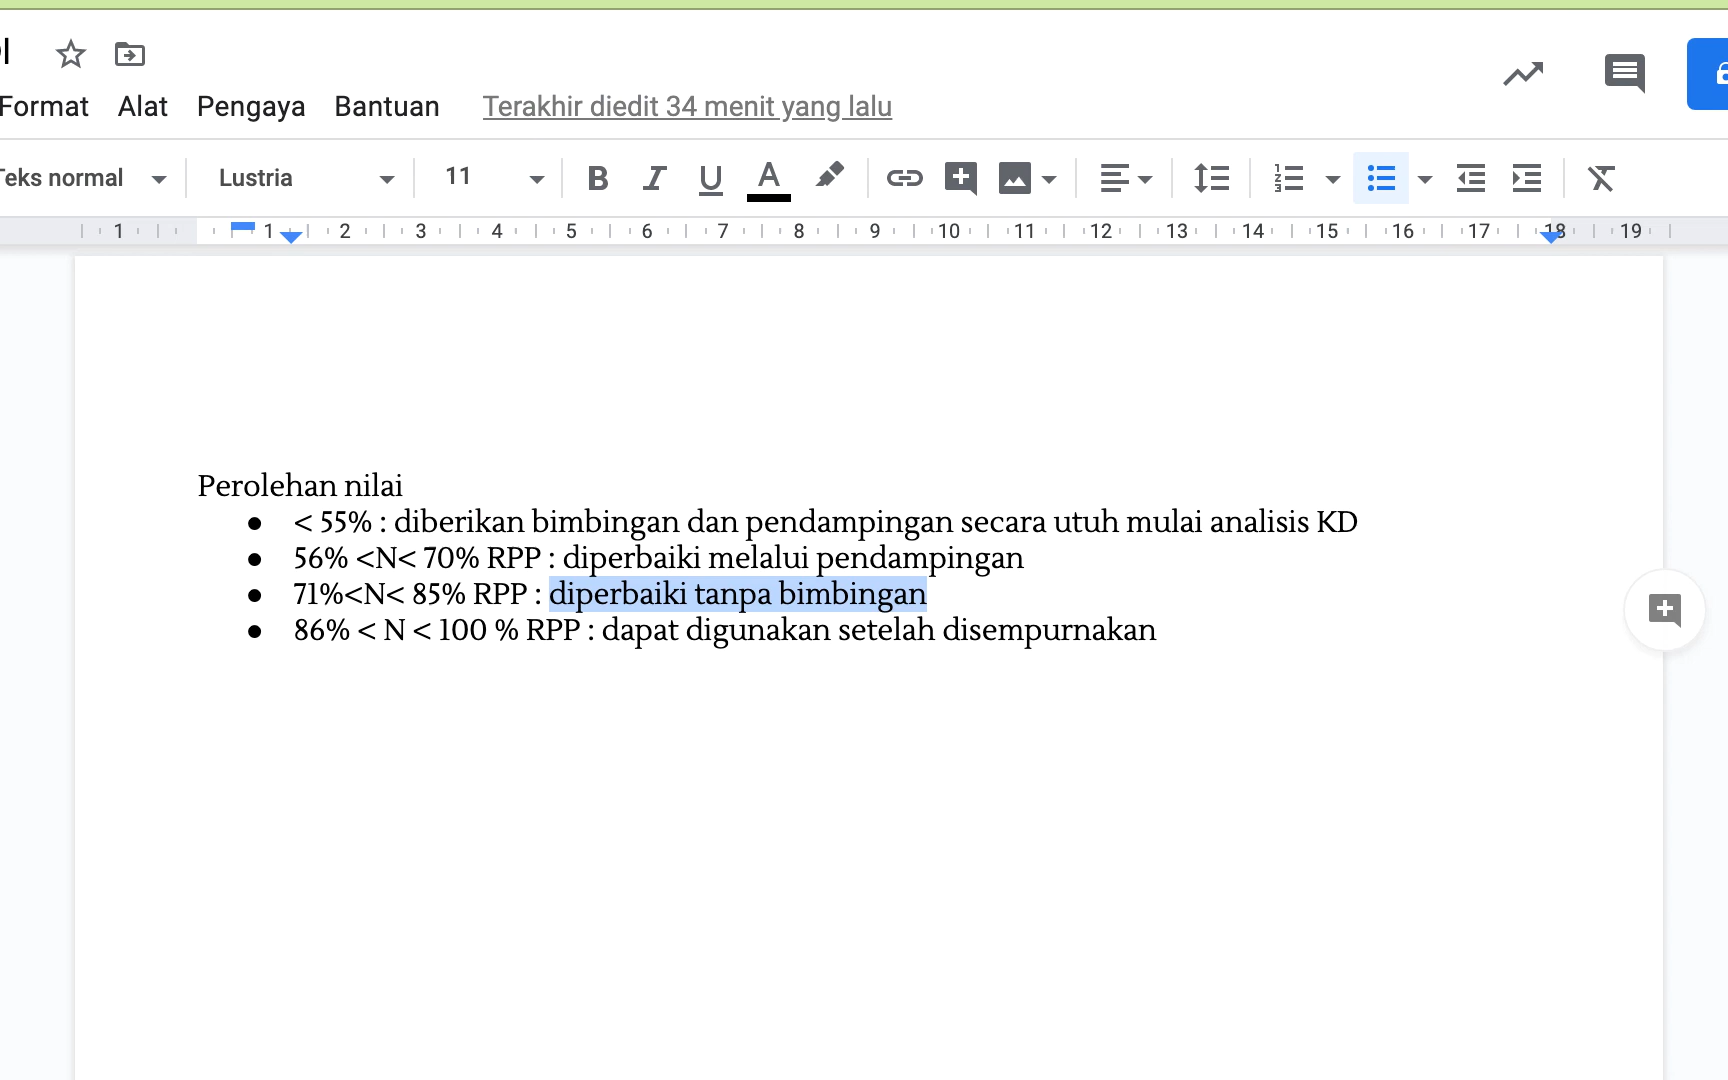 Format Alat Pengaya Bantuan Terakhir diedit 34 menit yang lalu
Teks normal Lustria 11 B I U A
1 1 2 3 4 5 6 7 8 9 10 11 12 13 14 15 16 17 18 19
Perolehan nilai
● < 55% : diberikan bimbingan dan pendampingan secara utuh mulai analisis KD
● 56% <N< 70% RPP : diperbaiki melalui pendampingan
● 71%<N< 85% RPP : diperbaiki tanpa bimbingan
● 86% < N < 100 % RPP : dapat digunakan setelah disempurnakan